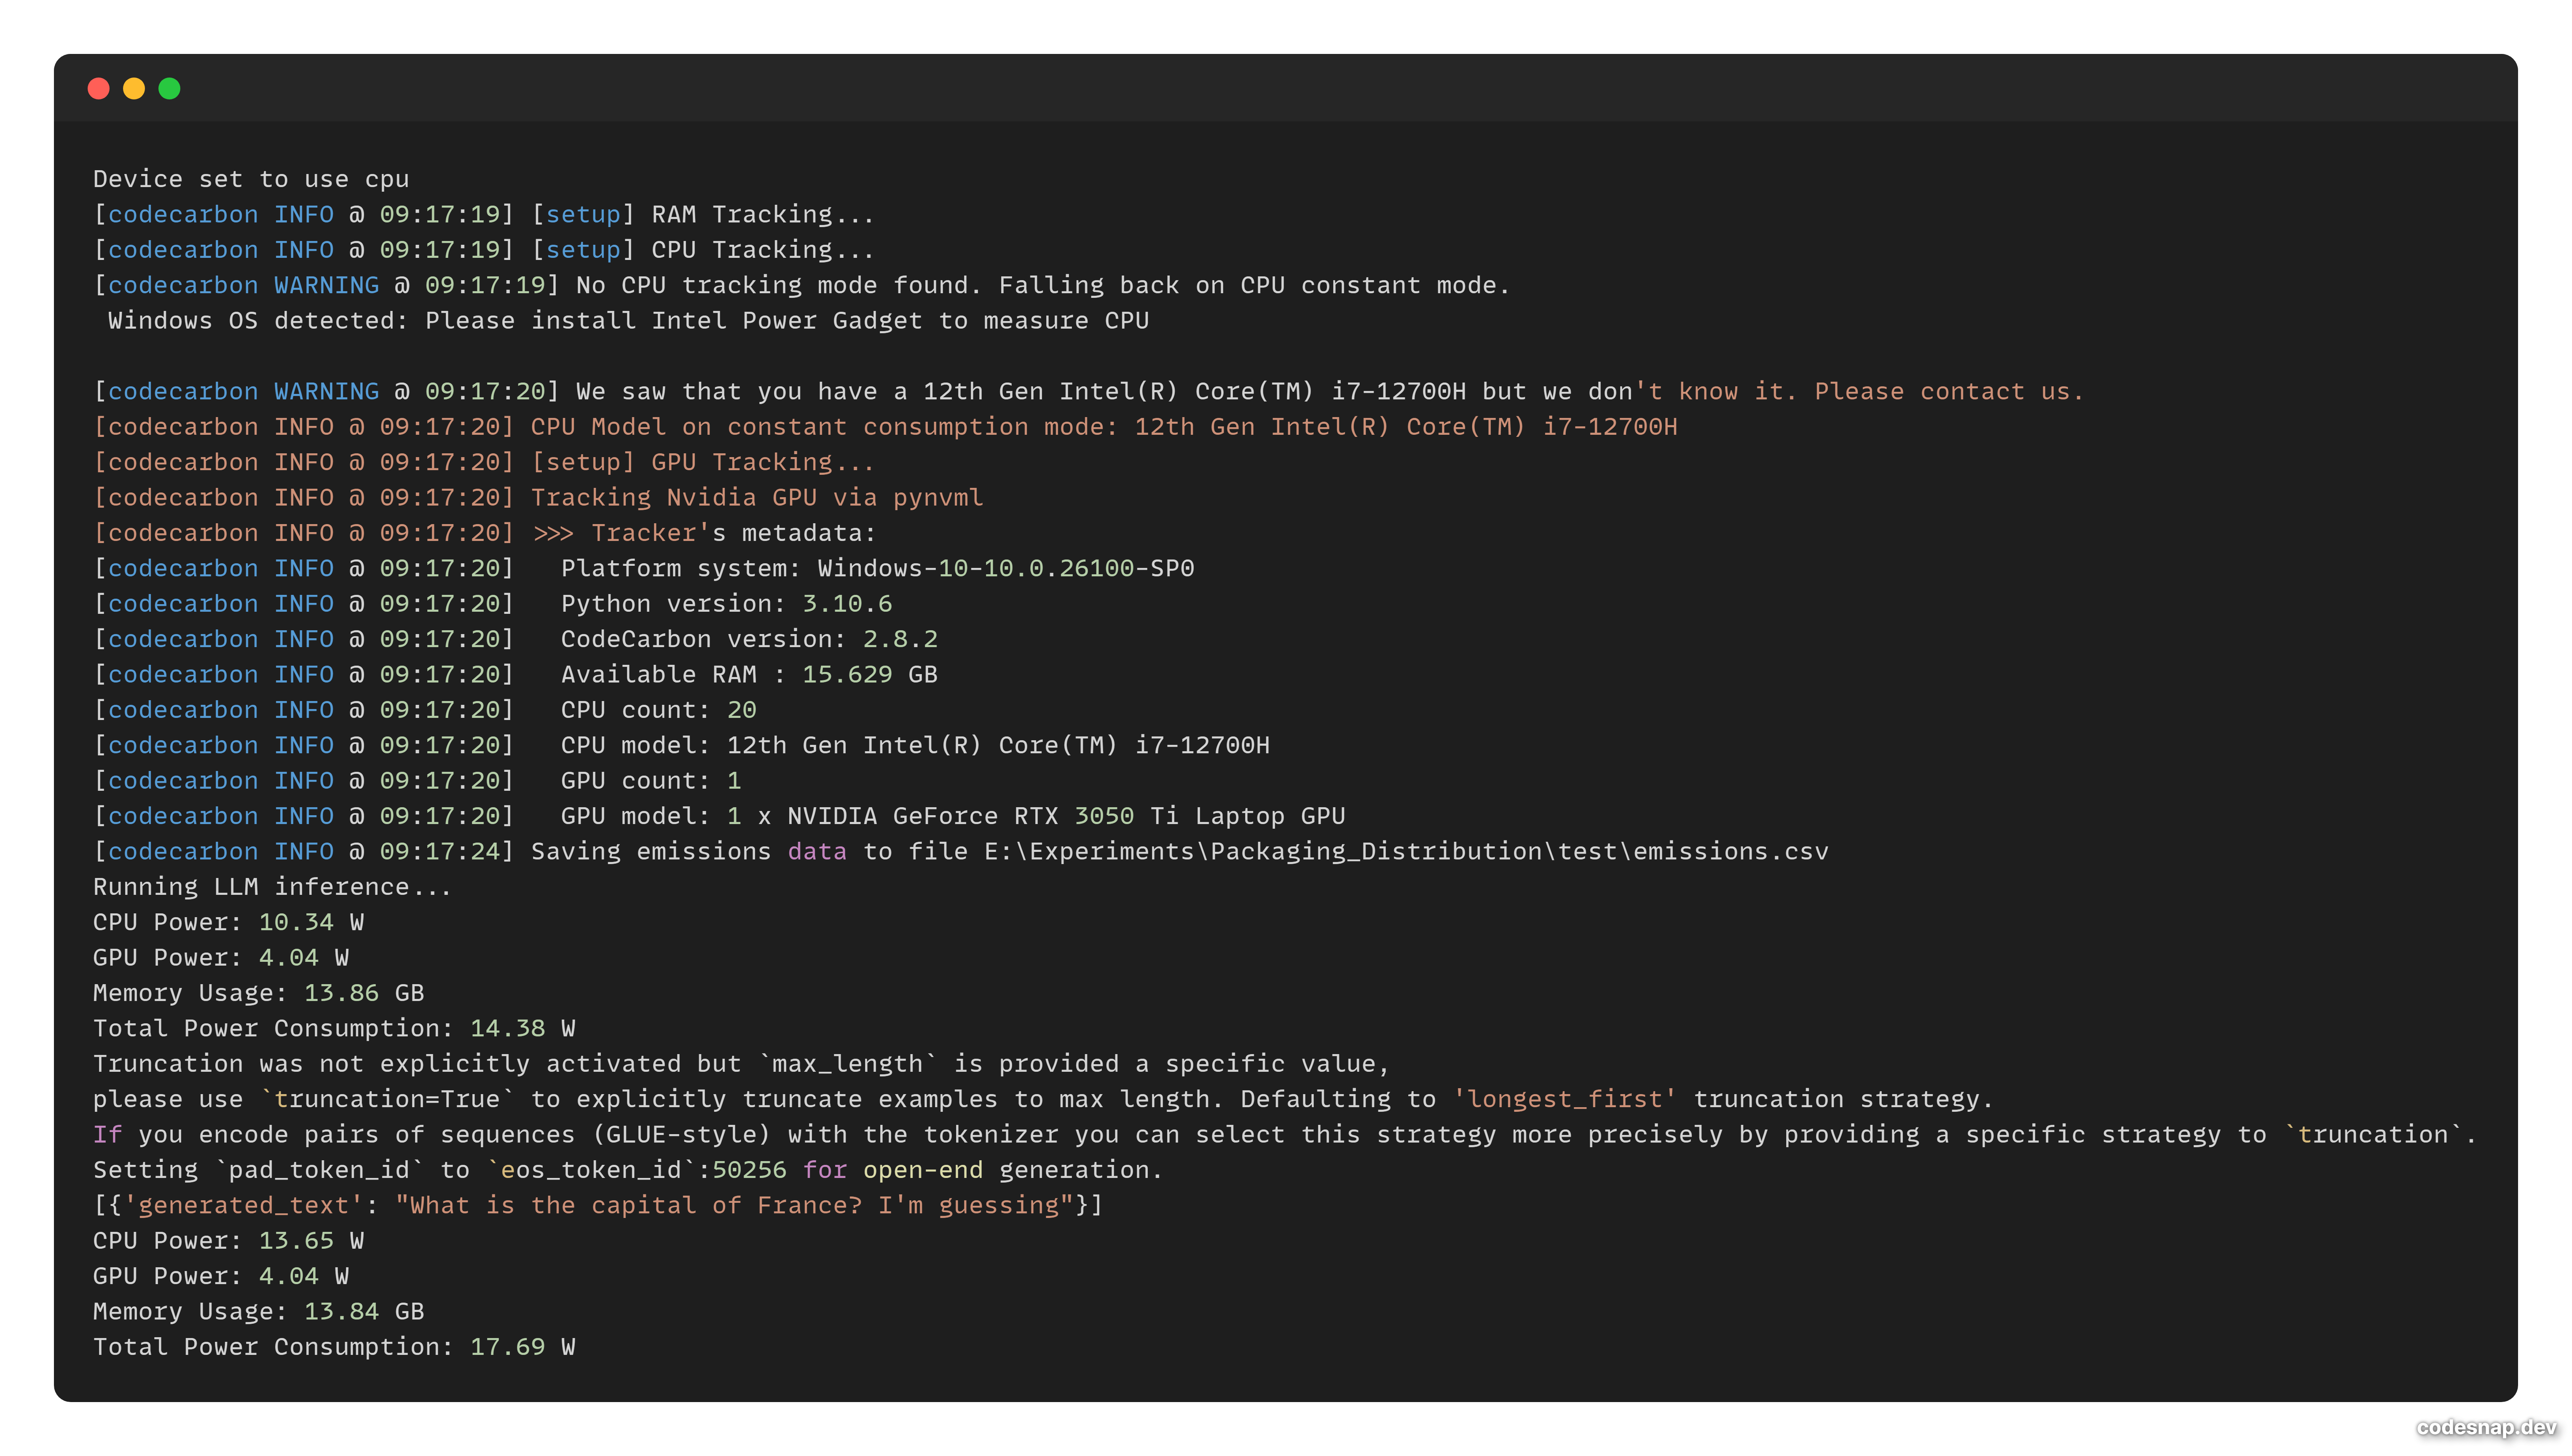 Device set to use cpu
[codecarbon INFO @ 09:17:19] [setup] RAM Tracking...
[codecarbon INFO @ 09:17:19] [setup] CPU Tracking...
[codecarbon WARNING @ 09:17:19] No CPU tracking mode found. Falling back on CPU constant mode.
 Windows OS detected: Please install Intel Power Gadget to measure CPU

[codecarbon WARNING @ 09:17:20] We saw that you have a 12th Gen Intel(R) Core(TM) i7-12700H but we don't know it. Please contact us.
[codecarbon INFO @ 09:17:20] CPU Model on constant consumption mode: 12th Gen Intel(R) Core(TM) i7-12700H
[codecarbon INFO @ 09:17:20] [setup] GPU Tracking...
[codecarbon INFO @ 09:17:20] Tracking Nvidia GPU via pynvml
[codecarbon INFO @ 09:17:20] >>> Tracker's metadata:
[codecarbon INFO @ 09:17:20]   Platform system: Windows-10-10.0.26100-SP0
[codecarbon INFO @ 09:17:20]   Python version: 3.10.6
[codecarbon INFO @ 09:17:20]   CodeCarbon version: 2.8.2
[codecarbon INFO @ 09:17:20]   Available RAM : 15.629 GB
[codecarbon INFO @ 09:17:20]   CPU count: 20
[codecarbon INFO @ 09:17:20]   CPU model: 12th Gen Intel(R) Core(TM) i7-12700H
[codecarbon INFO @ 09:17:20]   GPU count: 1
[codecarbon INFO @ 09:17:20]   GPU model: 1 x NVIDIA GeForce RTX 3050 Ti Laptop GPU
[codecarbon INFO @ 09:17:24] Saving emissions data to file E:\Experiments\Packaging_Distribution\test\emissions.csv
Running LLM inference...
CPU Power: 10.34 W
GPU Power: 4.04 W
Memory Usage: 13.86 GB
Total Power Consumption: 14.38 W
Truncation was not explicitly activated but `max_length` is provided a specific value,
please use `truncation=True` to explicitly truncate examples to max length. Defaulting to 'longest_first' truncation strategy.
If you encode pairs of sequences (GLUE-style) with the tokenizer you can select this strategy more precisely by providing a specific strategy to `truncation`.
Setting `pad_token_id` to `eos_token_id`:50256 for open-end generation.
[{'generated_text': "What is the capital of France? I'm guessing"}]
CPU Power: 13.65 W
GPU Power: 4.04 W
Memory Usage: 13.84 GB
Total Power Consumption: 17.69 W
codesnap.dev